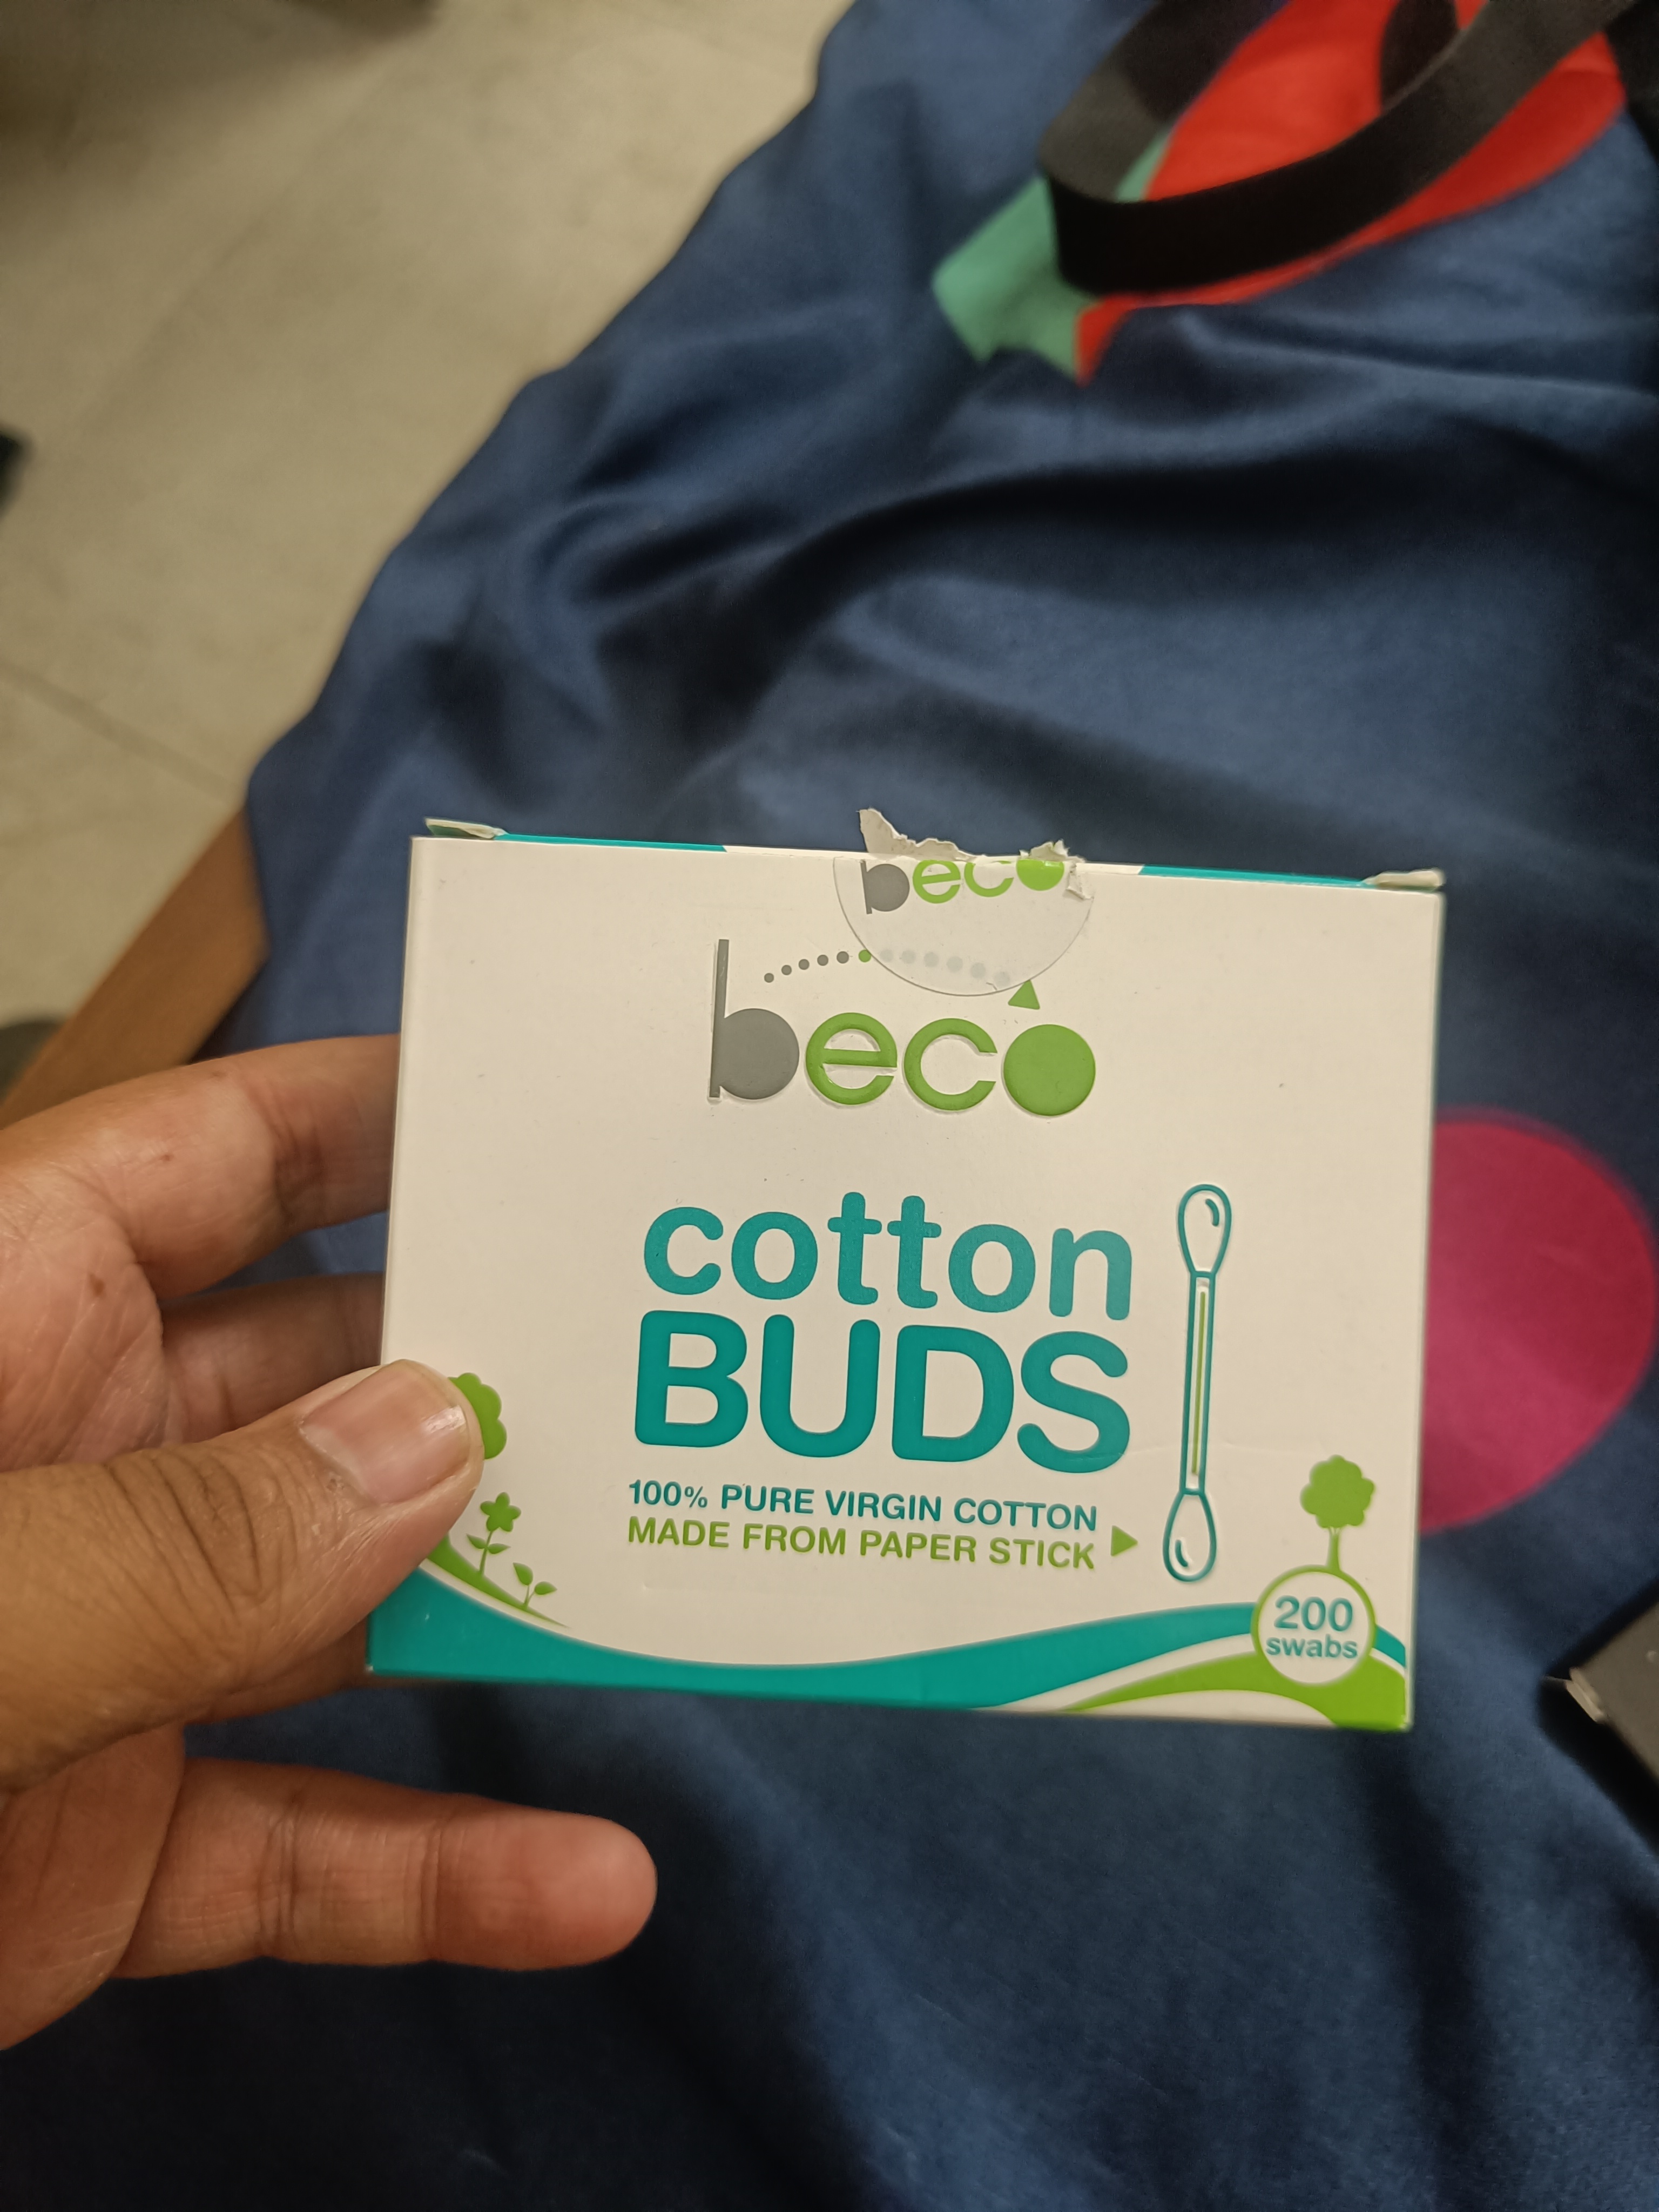 beco
beco
cotton
BUDS
100% PURE VIRGIN COTTON
MADE FROM PAPER STICK
200
swabs